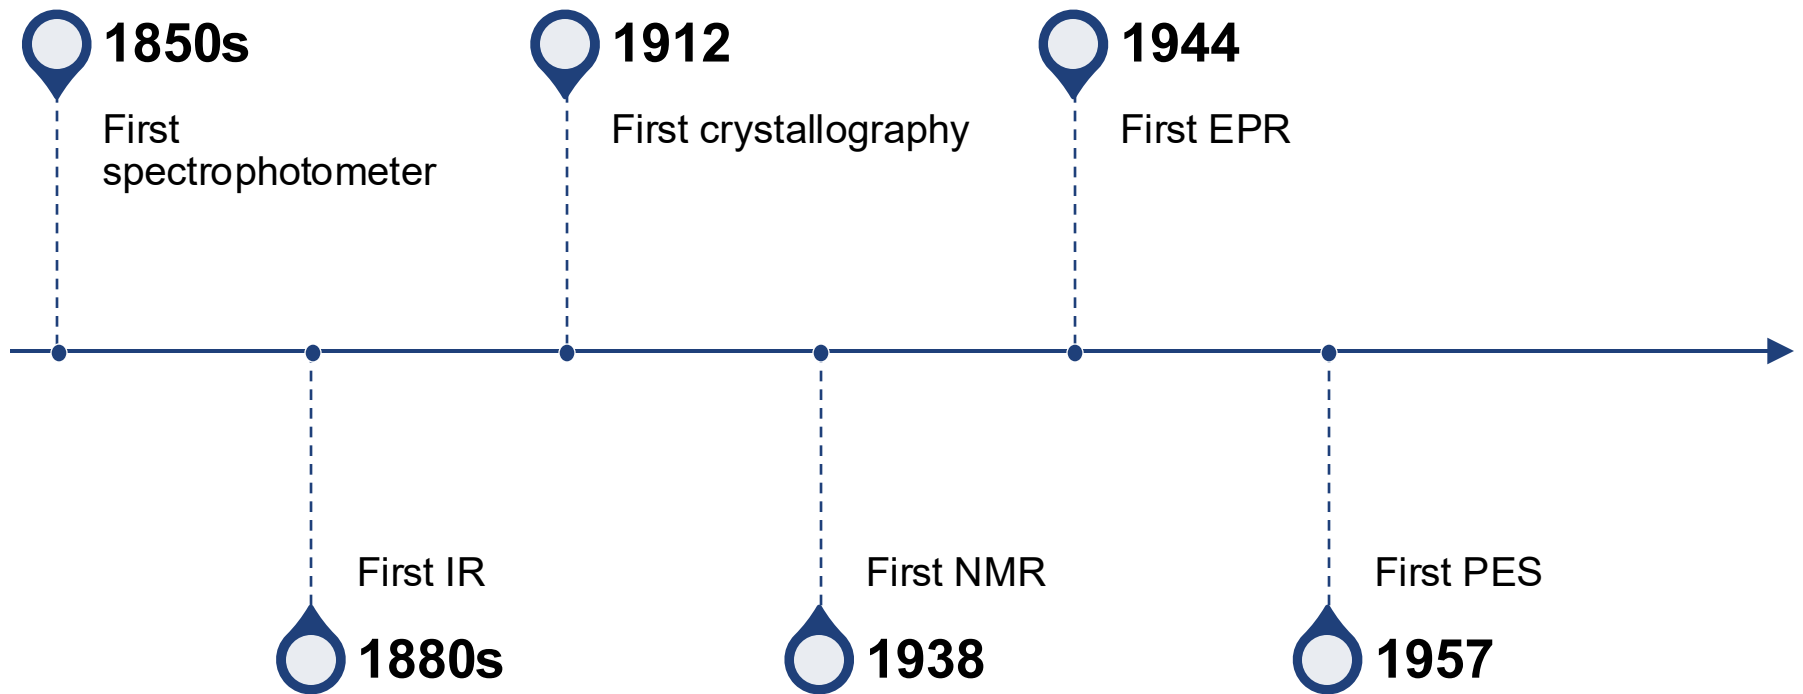 1850s
First
spectrophotometer
1912
First crystallography
1944
First EPR
First IR
1880s
First NMR
1938
First PES
1957